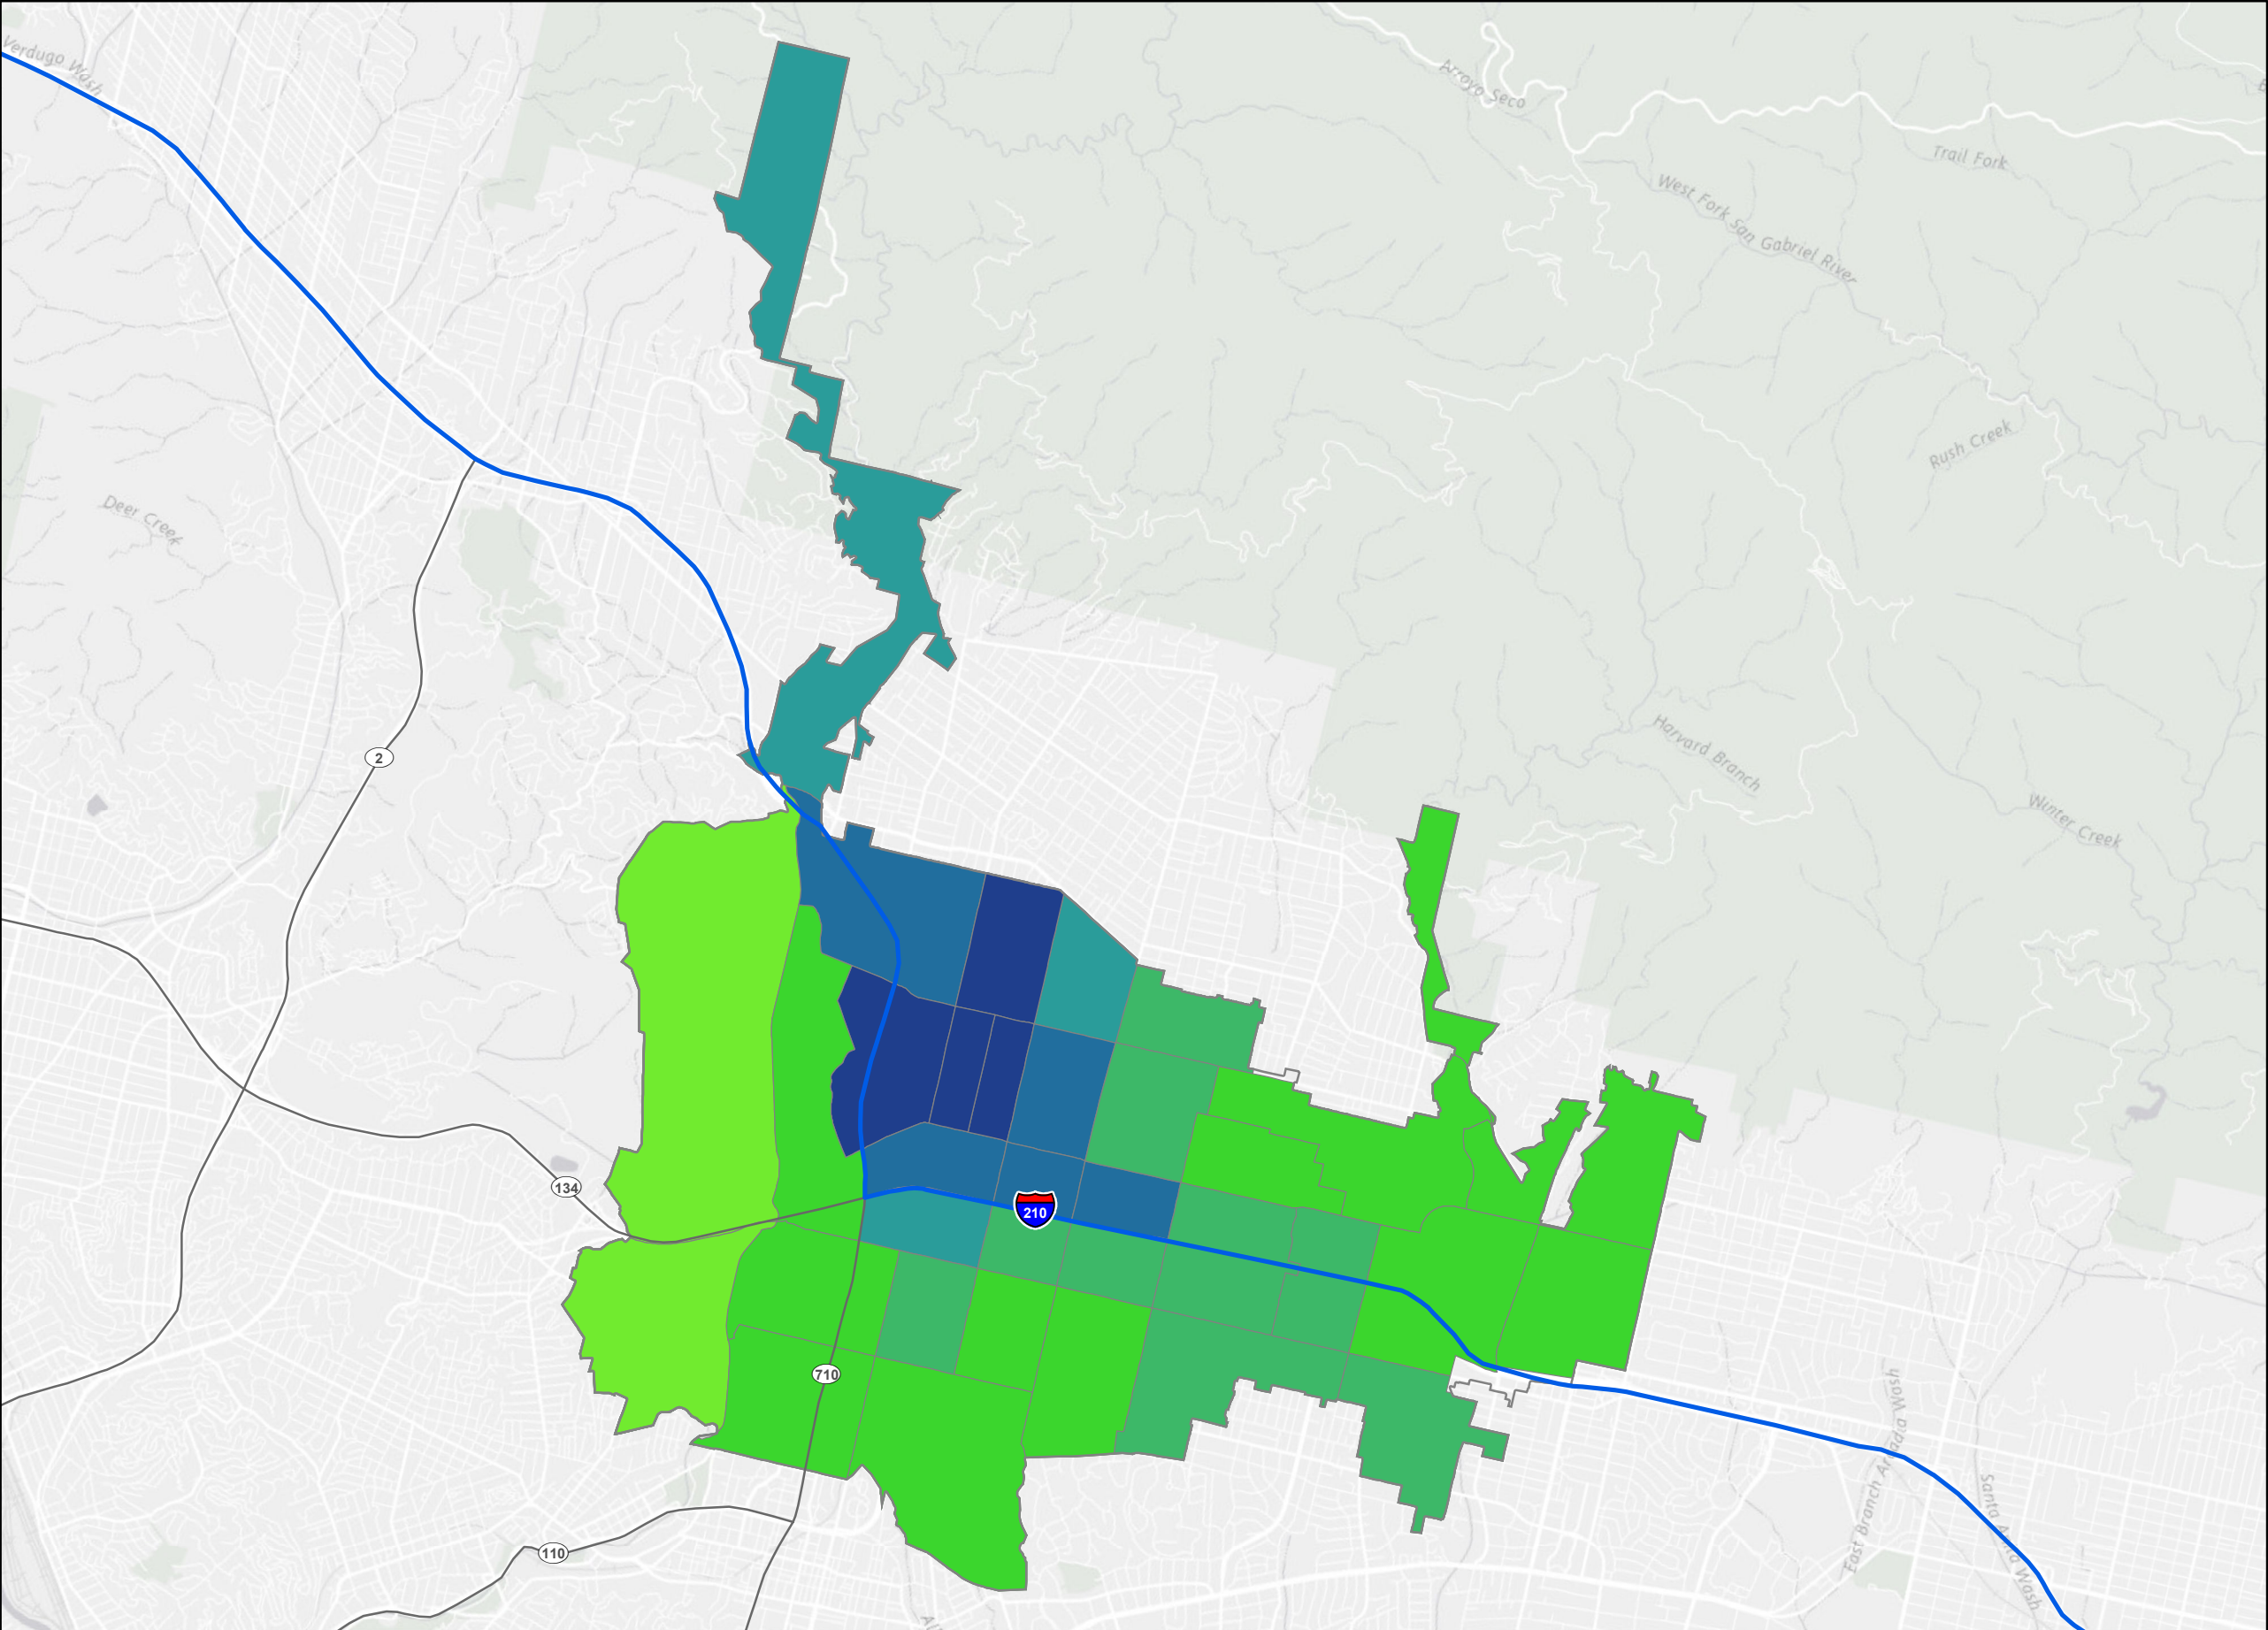 Verdugo Wash
Arroyo Seco
Trail Fork
West Fork San Gabriel River
Rush Creek
Deer Creek
2
Harvard Branch
Winter Creek
134
210
710
110
East Branch Arcadia Wash
Santa Anita Wash